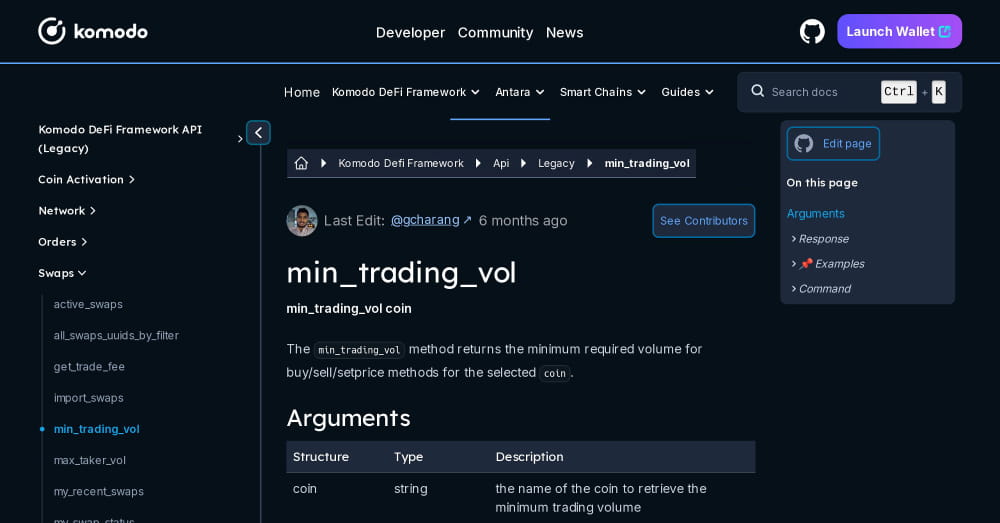 komodo
Developer Community News
Launch Wallet
Home Komodo DeFi Framework Antara Smart Chains Guides
Search docs Ctrl + K
Komodo DeFi Framework API
(Legacy)
Coin Activation
Network
Orders
Swaps
active_swaps
all_swaps_uuids_by_filter
get_trade_fee
import_swaps
min_trading_vol
max_taker_vol
my_recent_swaps
my_swap_status
Komodo Defi Framework Api Legacy min_trading_vol
Last Edit: @gcharang ↗ 6 months ago
See Contributors
min_trading_vol
min_trading_vol coin
The min_trading_vol method returns the minimum required volume for
buy/sell/setprice methods for the selected coin.
Arguments
Structure Type Description
coin string the name of the coin to retrieve the
minimum trading volume
Edit page
On this page
Arguments
Response
📌 Examples
Command